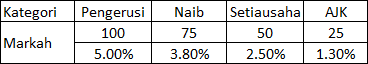 Kategori Pengerusi Naib Setiausaha AJK
Markah 100 75 50 25
5.00% 3.80% 2.50% 1.30%